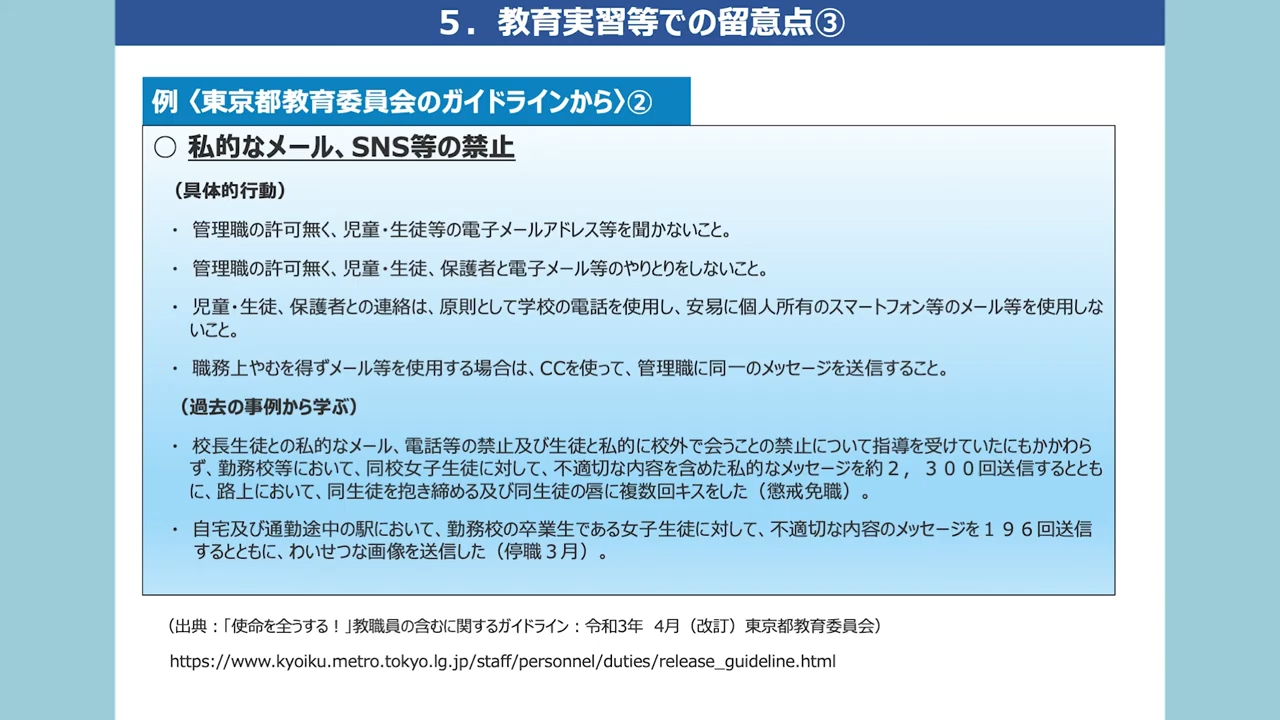 ５．教育実習等での留意点③
例〈東京都教育委員会のガイドラインから〉②
○ 私的なメール、SNS等の禁止
（具体的行動）
・ 管理職の許可無く、児童・生徒等の電子メールアドレス等を聞かないこと。
・ 管理職の許可無く、児童・生徒、保護者と電子メール等のやりとりをしないこと。
・ 児童・生徒、保護者との連絡は、原則として学校の電話を使用し、安易に個人所有のスマートフォン等のメール等を使用しな
いこと。
・ 職務上やむを得ずメール等を使用する場合は、CCを使って、管理職に同一のメッセージを送信すること。
（過去の事例から学ぶ）
・ 校長生徒との私的なメール、電話等の禁止及び生徒と私的に校外で会うことの禁止について指導を受けていたにもかかわら
ず、勤務校等において、同校女子生徒に対して、不適切な内容を含めた私的なメッセージを約２，３００回送信するととも
に、路上において、同生徒を抱き締める及び同生徒の唇に複数回キスをした（懲戒免職）。
・ 自宅及び通勤途中の駅において、勤務校の卒業生である女子生徒に対して、不適切な内容のメッセージを１９６回送信
するとともに、わいせつな画像を送信した（停職３月）。
（出典：「使命を全うする！」教職員の含むに関するガイドライン：令和3年 4月（改訂）東京都教育委員会）
https://www.kyoiku.metro.tokyo.lg.jp/staff/personnel/duties/release_guideline.html